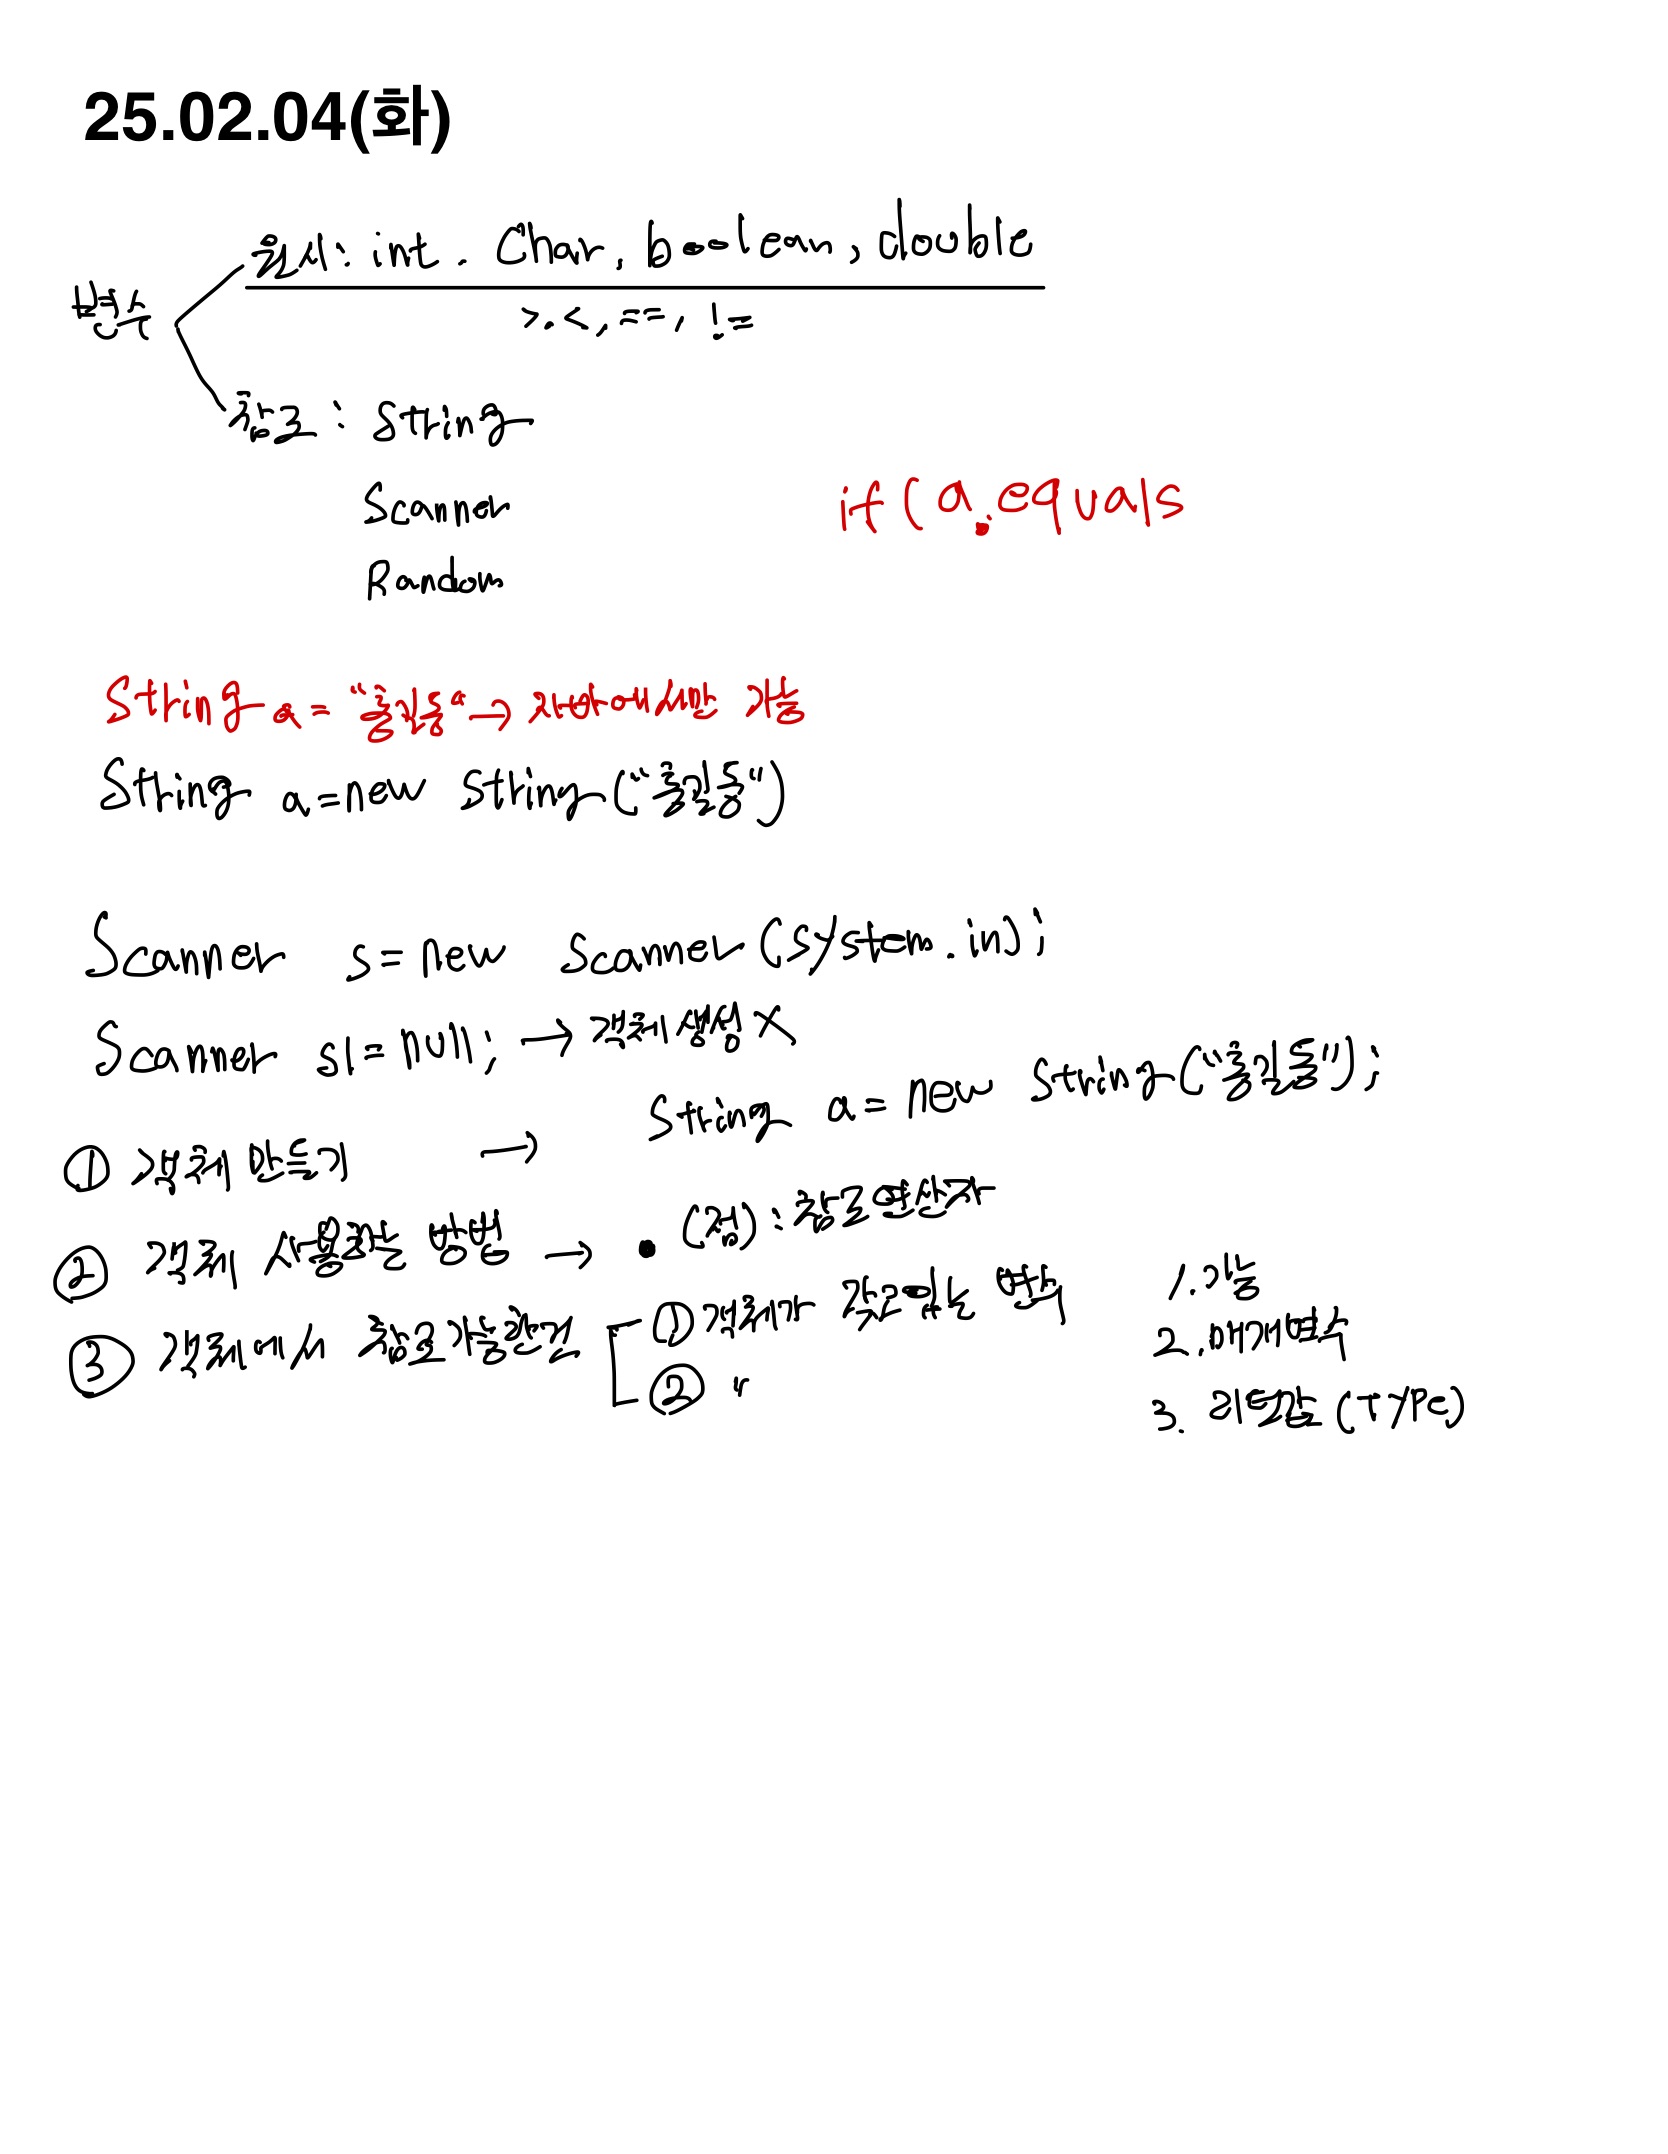 25.02.04(화)
원시: int. Char, boolean, double
변수
>.<, ==, !=
참조: String
Scanner
if(a.equals
Random
String a = "홍길동" → 자바에서만 가능
String a=new String("홍길동")
Scanner s=new Scanner(System.in);
Scanner s1=null; → 객체생성 X
① 객체 만들기 → String a= new String("홍길동");
② 객체 사용하는 방법 → • (점): 참조연산자
③ 객체에서 참조가능한건 ① 객체가 갖고있는 변수
② "
1. 기능
2. 매개변수
3. 리턴값 (TYPe)